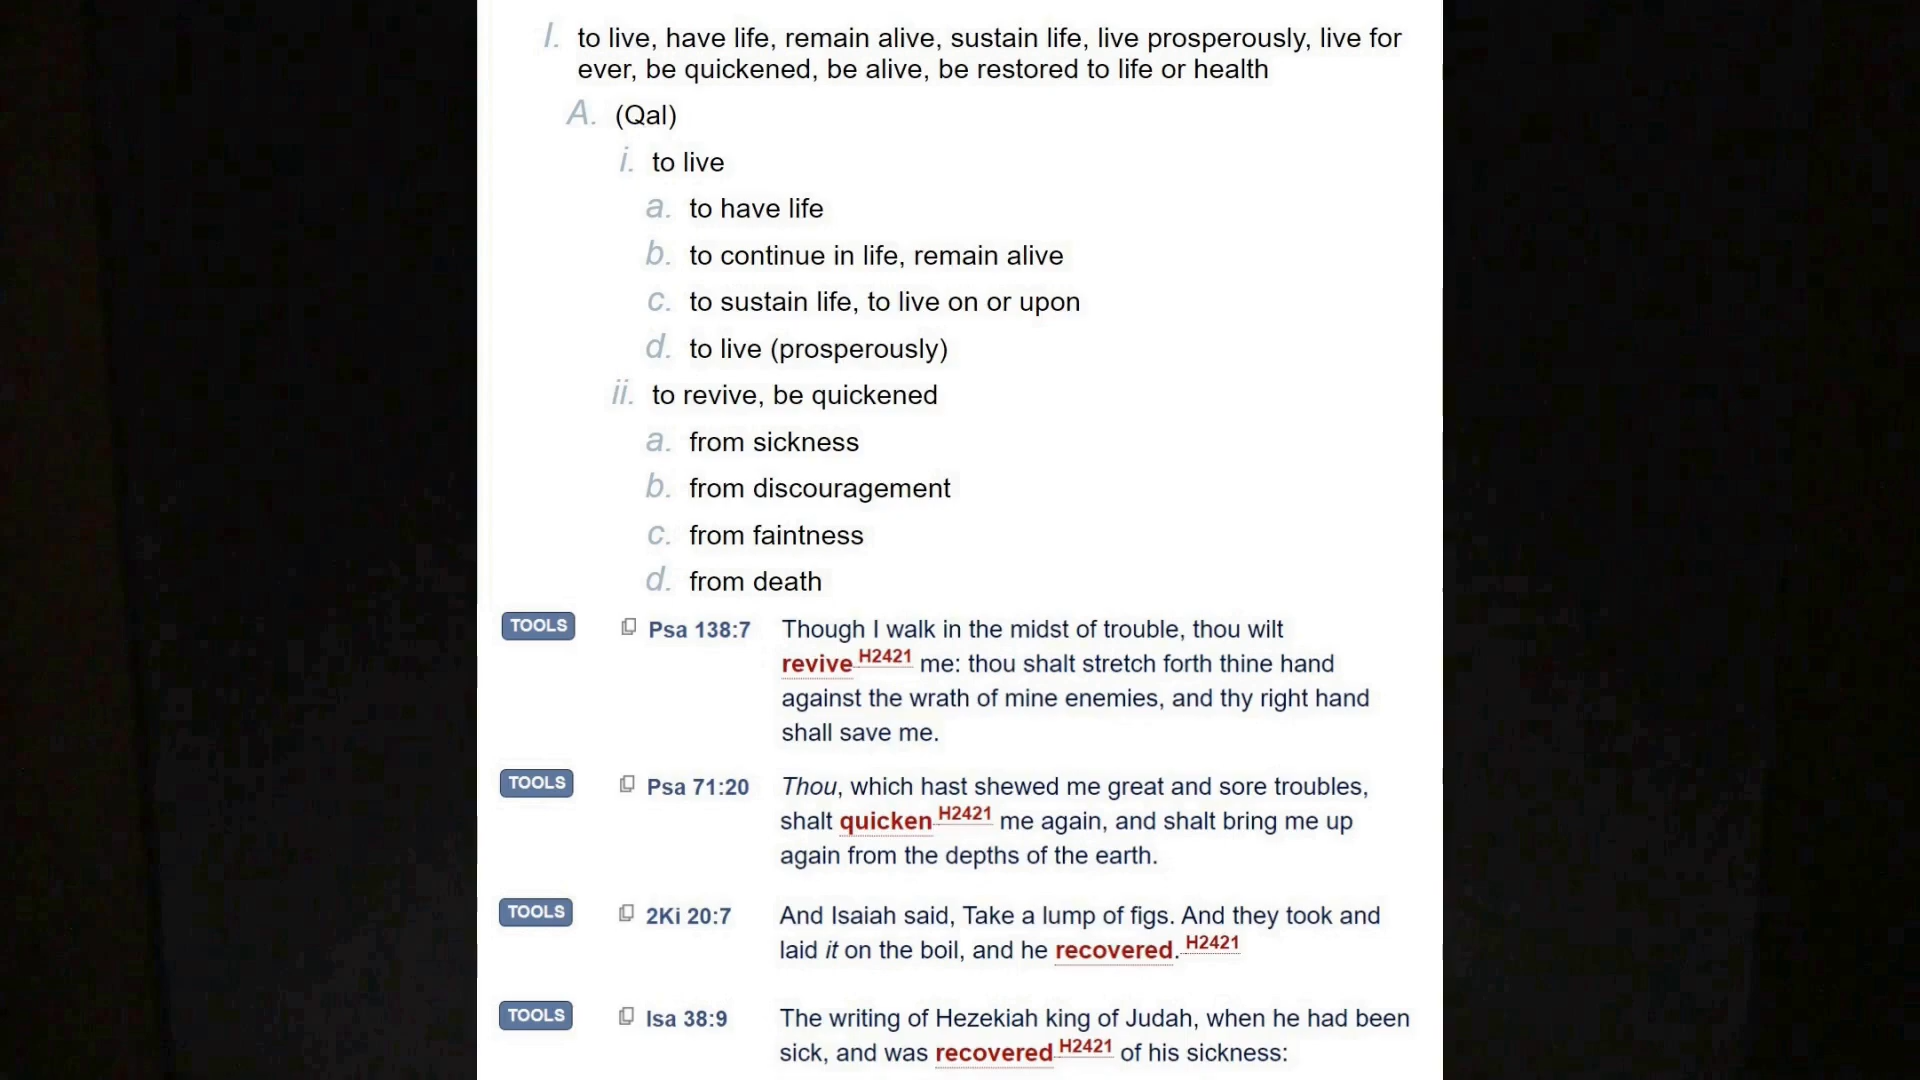 I. to live, have life, remain alive, sustain life, live prosperously, live for
ever, be quickened, be alive, be restored to life or health
A. (Qal)
i. to live
a. to have life
b. to continue in life, remain alive
c. to sustain life, to live on or upon
d. to live (prosperously)
ii. to revive, be quickened
a. from sickness
b. from discouragement
c. from faintness
d. from death
TOOLS Psa 138:7 Though I walk in the midst of trouble, thou wilt
revive H2421 me: thou shalt stretch forth thine hand
against the wrath of mine enemies, and thy right hand
shall save me.
TOOLS Psa 71:20 Thou, which hast shewed me great and sore troubles,
shalt quicken H2421 me again, and shalt bring me up
again from the depths of the earth.
TOOLS 2Ki 20:7 And Isaiah said, Take a lump of figs. And they took and
laid it on the boil, and he recovered. H2421
TOOLS Isa 38:9 The writing of Hezekiah king of Judah, when he had been
sick, and was recovered H2421 of his sickness: